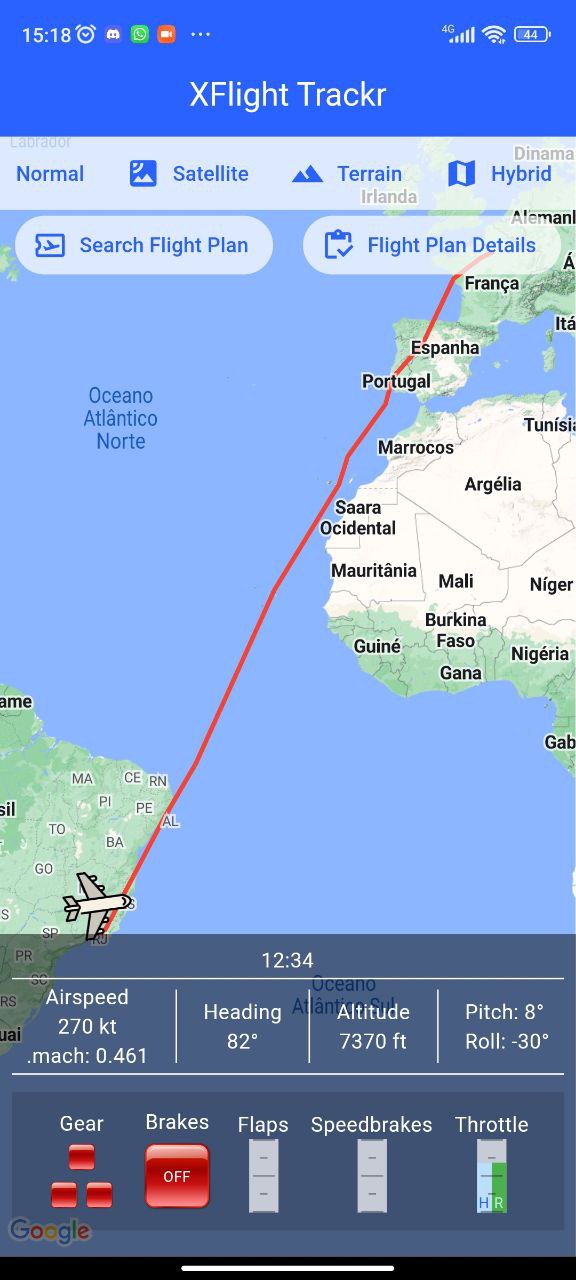 15:18
4G
44
XFlight Trackr
Labrador
Dinama
Normal
Satellite
Terrain
Hybrid
Irlanda
Alemanl
Search Flight Plan
Flight Plan Details
Á
França
Itá
Espanha
Portugal
Oceano
Atlântico
Norte
Tunísia
Marrocos
Argélia
Saara
Ocidental
Mauritânia
Mali
Níger
Burkina
Faso
Guiné
Nigéria
Gana
ame
Gab
MA
CE
RN
PI
PE
sil
AL
TO
BA
GO
S
SP
RJ
PR
SC
RS
uai
12:34
Oceano
Atlântico Sul
Airspeed
270 kt
.mach: 0.461
Heading
82°
Altitude
7370 ft
Pitch: 8°
Roll: -30°
Gear
Brakes
OFF
Flaps
Speedbrakes
Throttle
H
R
Google